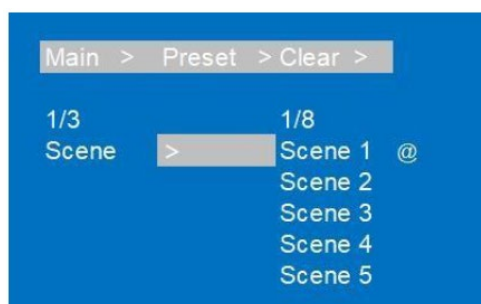 Main > Preset > Clear >
1/3 1/8
Scene > Scene 1 @
Scene 2
Scene 3
Scene 4
Scene 5